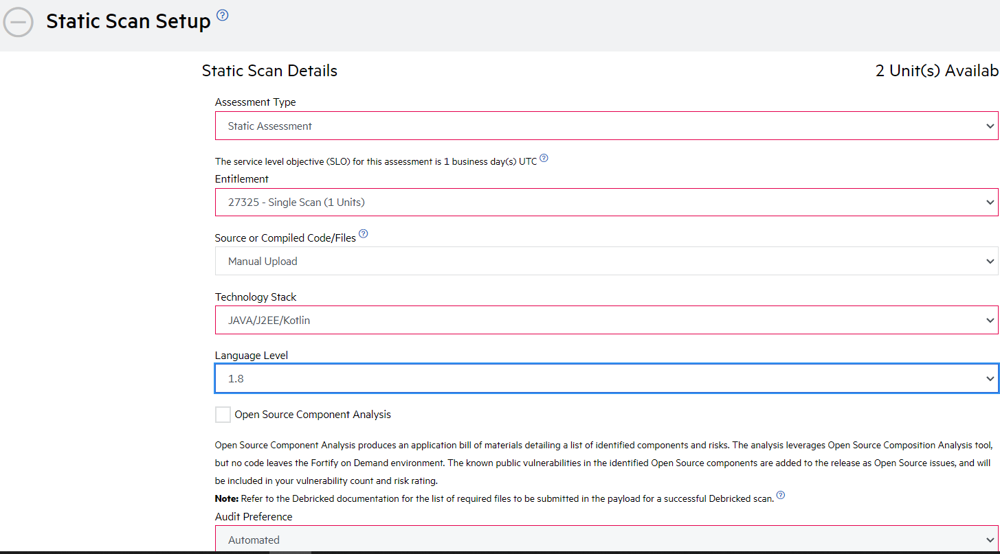 Static Scan Setup ?
Static Scan Details
2 Unit(s) Availab
Assessment Type
Static Assessment
The service level objective (SLO) for this assessment is 1 business day(s) UTC ?
Entitlement
27325 - Single Scan (1 Units)
Source or Compiled Code/Files ?
Manual Upload
Technology Stack
JAVA/J2EE/Kotlin
Language Level
1.8
Open Source Component Analysis
Open Source Component Analysis produces an application bill of materials detailing a list of identified components and risks. The analysis leverages Open Source Composition Analysis tool,
but no code leaves the Fortify on Demand environment. The known public vulnerabilities in the identified Open Source components are added to the release as Open Source issues, and will
be included in your vulnerability count and risk rating.
Note: Refer to the Debricked documentation for the list of required files to be submitted in the payload for a successful Debricked scan. ?
Audit Preference
Automated